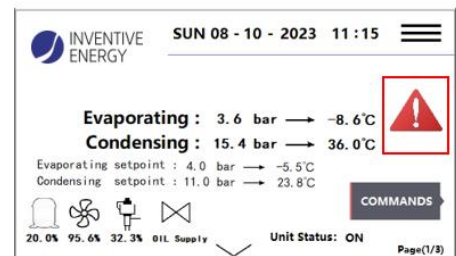 INVENTIVE
ENERGY
SUN 08 - 10 - 2023 11 : 15
Evaporating : 3.6 bar → -8.6°C
Condensing : 15.4 bar → 36.0°C
Evaporating setpoint : 4.0 bar → -5.5°C
Condensing setpoint : 11.0 bar → 23.8°C
COMMANDS
20.0% 95.6% 32.3% OIL Supply
Unit Status: ON
Page(1/3)